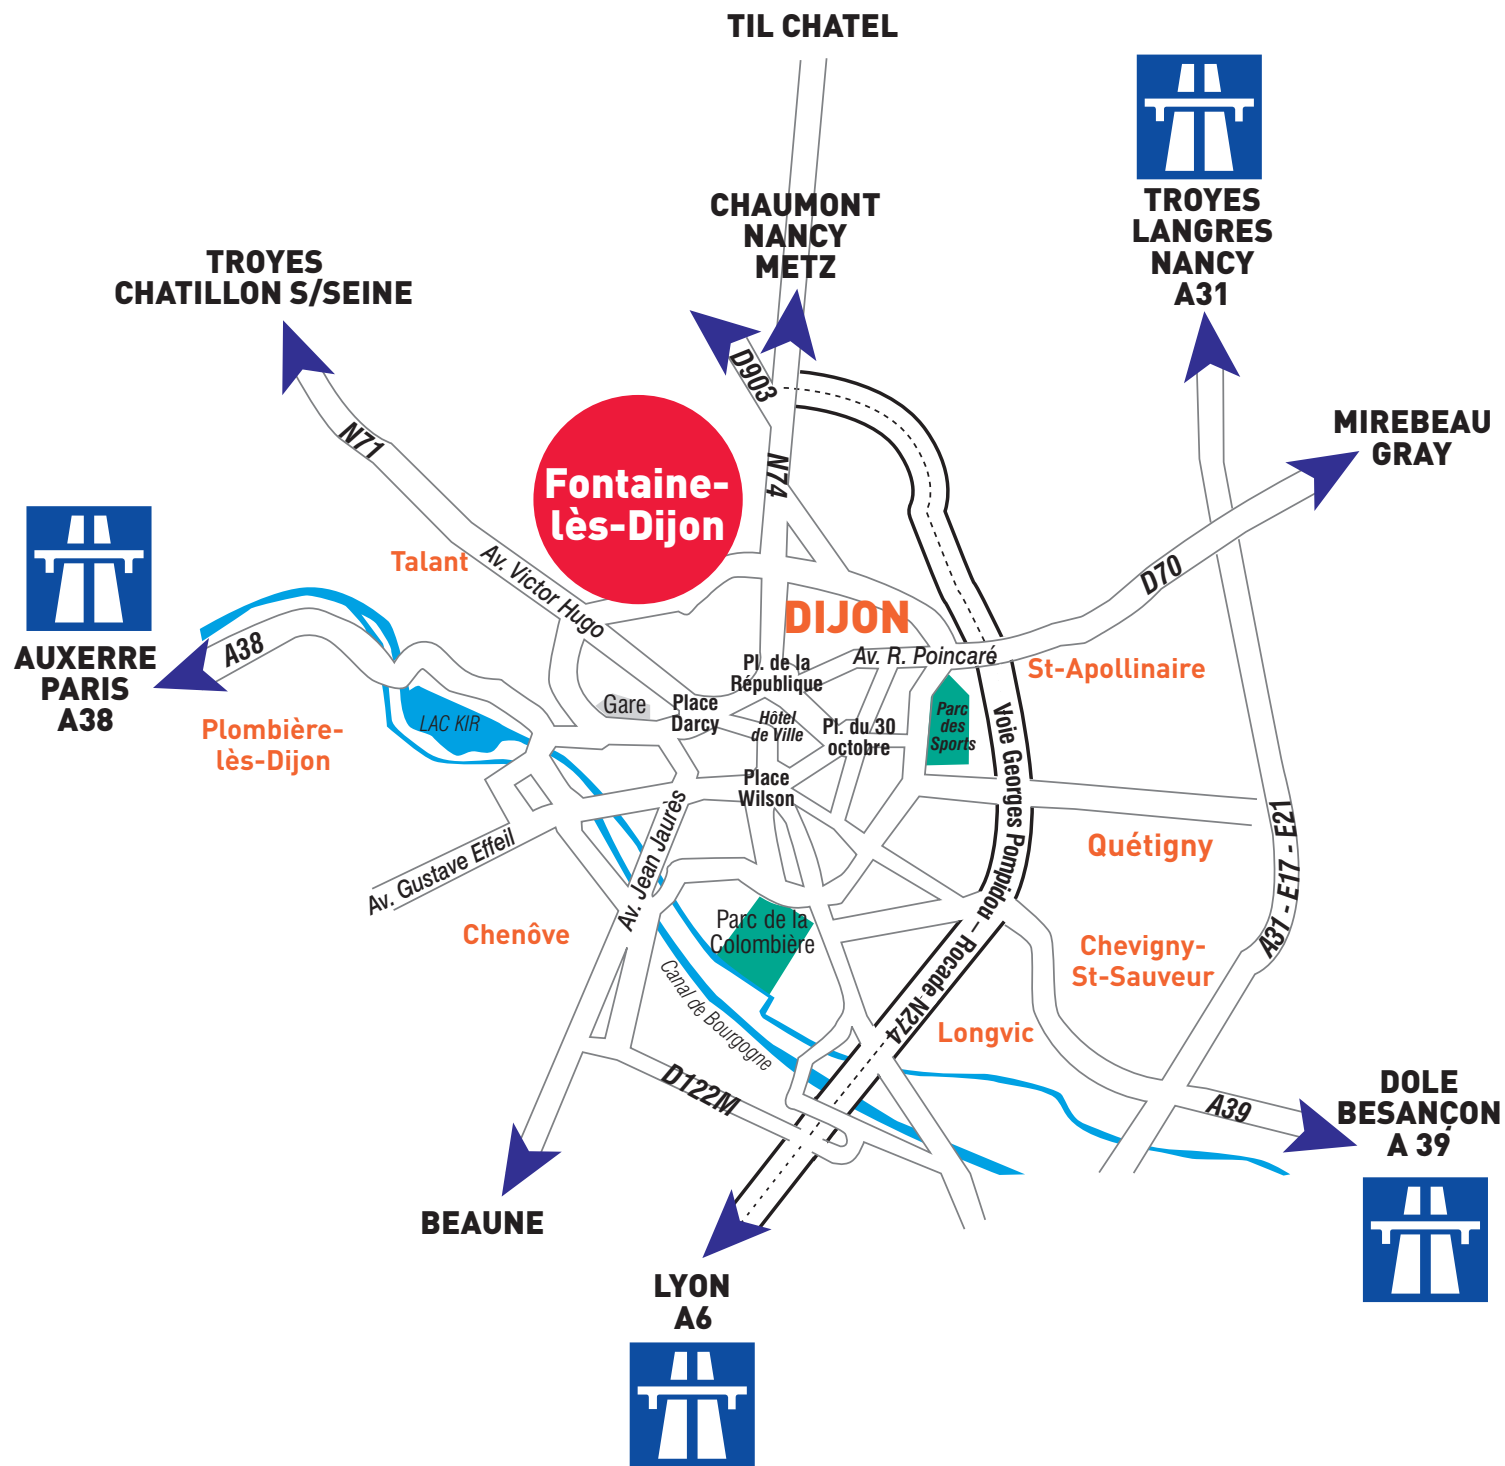 TIL CHATEL
CHAUMONT
NANCY
METZ
TROYES
LANGRES
NANCY
A31
TROYES
CHATILLON S/SEINE
D903
N71
N74
MIREBEAU
GRAY
Fontaine-
lès-Dijon
Talant
Av. Victor Hugo
D70
DIJON
AUXERRE
PARIS
A38
A38
Av. R. Poincaré
St-Apollinaire
Pl. de la
République
Gare
Place
Darcy
Hôtel
de Ville
Pl. du 30
octobre
Parc
des
Sports
LAC KIR
Plombière-
lès-Dijon
Place
Wilson
Voie Georges Pompidou – Rocade N274
Av. Jean Jaurès
Av. Gustave Effeil
Quétigny
A31 - E17 - E21
Chenôve
Parc de la
Colombière
Chevigny-
St-Sauveur
Canal de Bourgogne
Longvic
D122M
A39
DOLE
BESANÇON
A 39
BEAUNE
LYON
A6